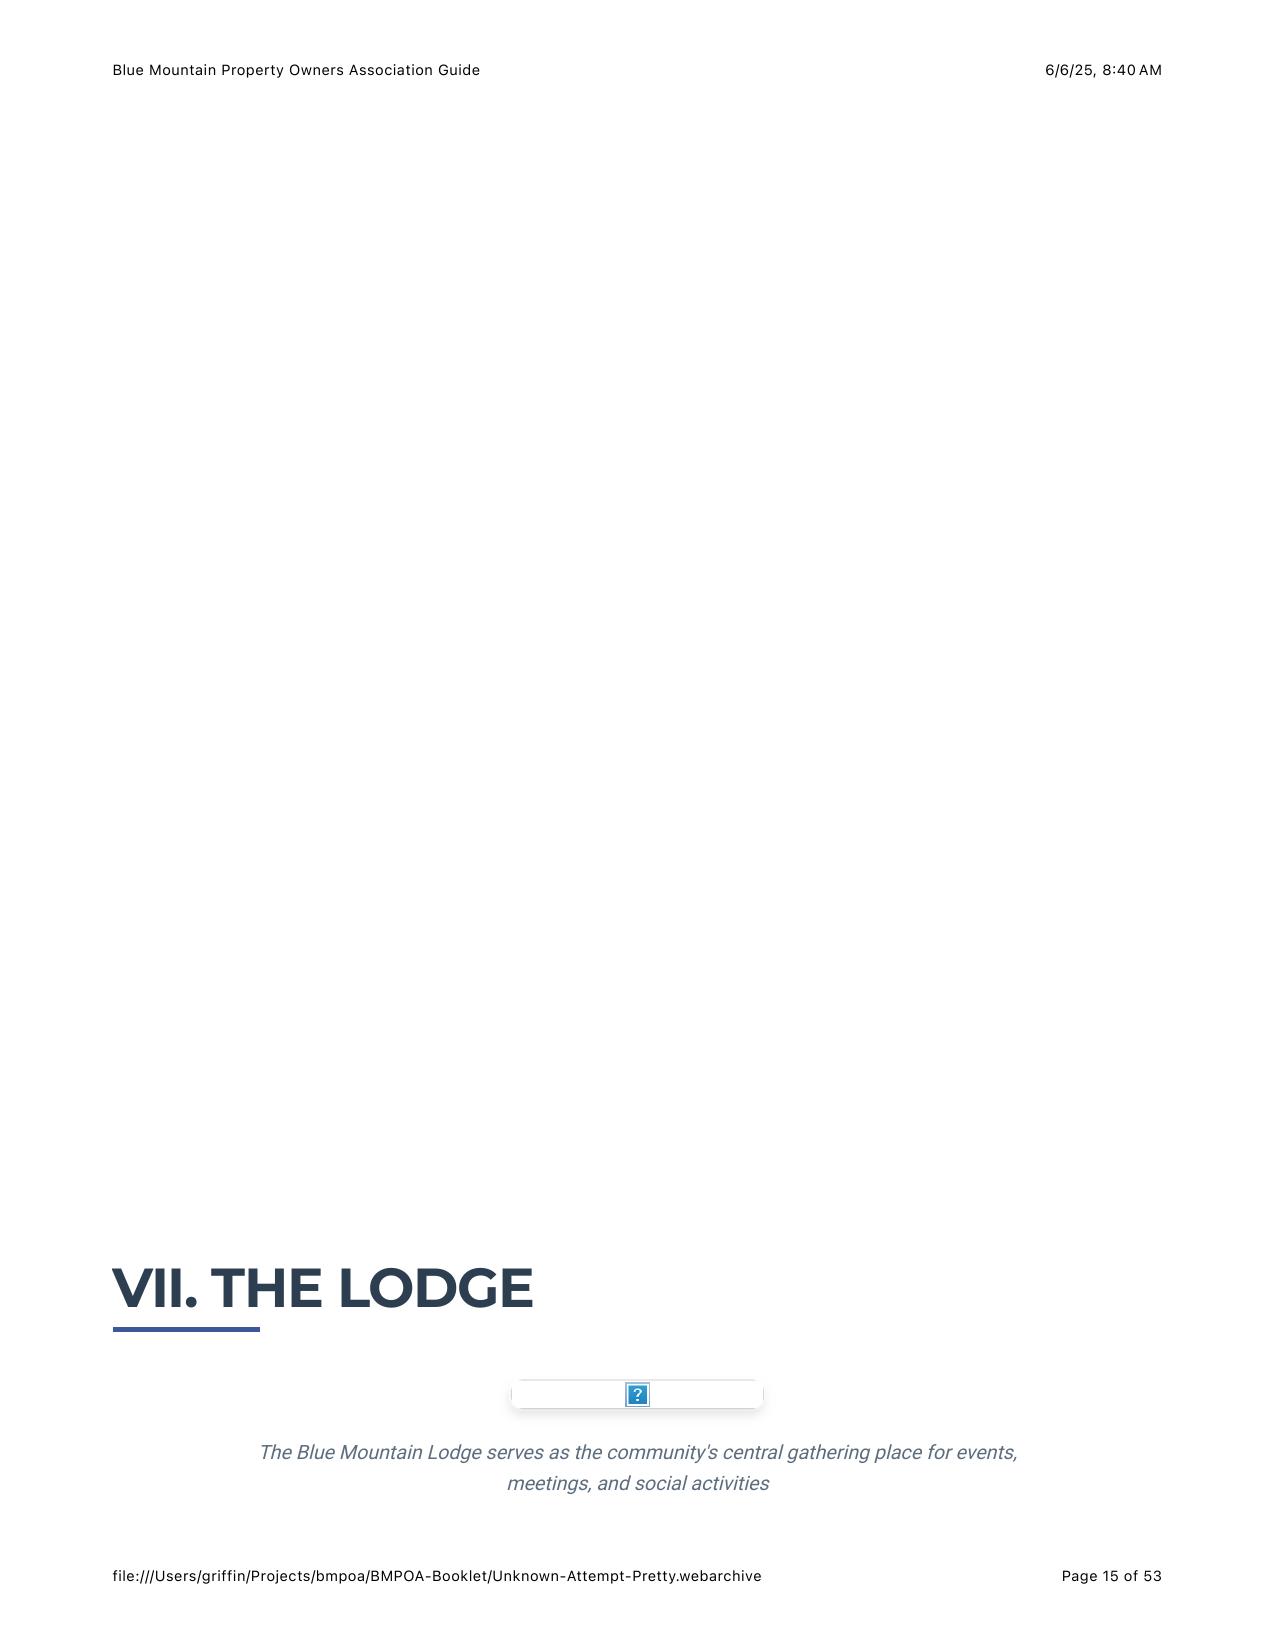 Blue Mountain Property Owners Association Guide
6/6/25, 8:40 AM
VII. THE LODGE
?
The Blue Mountain Lodge serves as the community's central gathering place for events,
meetings, and social activities
file:///Users/griffin/Projects/bmpoa/BMPOA-Booklet/Unknown-Attempt-Pretty.webarchive
Page 15 of 53